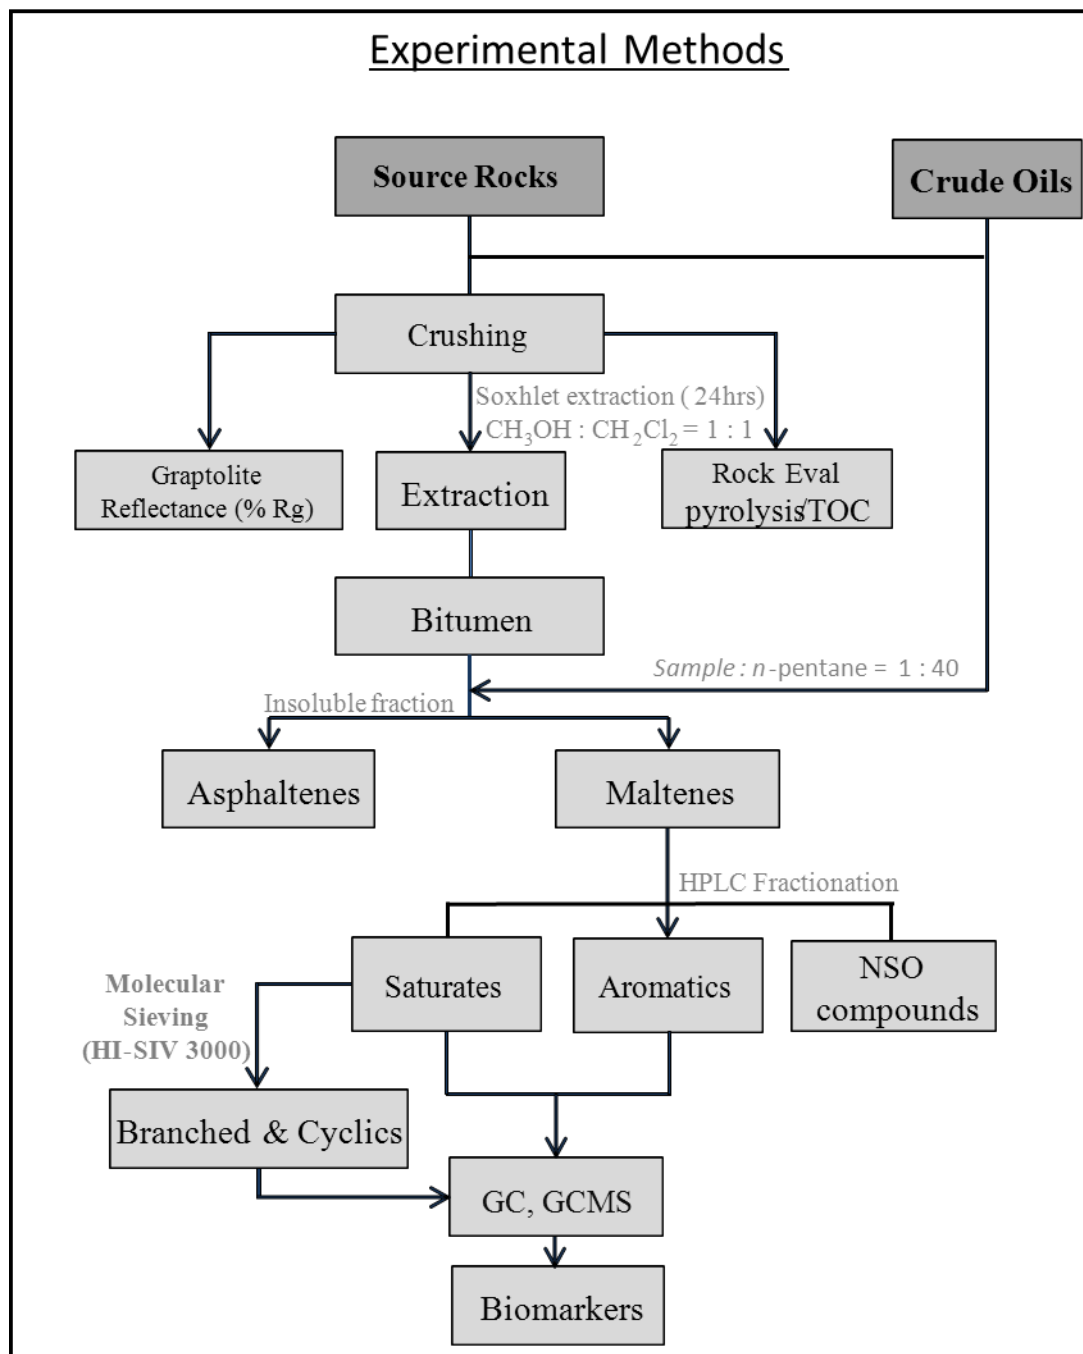 Experimental Methods
Source Rocks
Crude Oils
Crushing
Soxhlet extraction ( 24hrs)
CH₃OH : CH₂Cl₂ = 1 : 1
Graptolite
Reflectance (% Rg)
Extraction
Rock Eval
pyrolysis/TOC
Bitumen
Sample : n-pentane = 1 : 40
Insoluble fraction
Asphaltenes
Maltenes
HPLC Fractionation
Saturates
Aromatics
NSO
compounds
Molecular
Sieving
(HI-SIV 3000)
Branched & Cyclics
GC, GCMS
Biomarkers